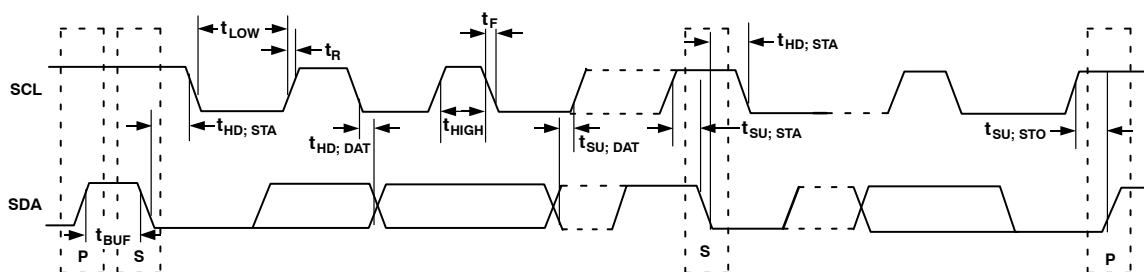 tLOW
tR
tF
tHD; STA
SCL
tHD; STA
tHD; DAT
tHIGH
tSU; DAT
tSU; STA
tSU; STO
SDA
tBUF
P
S
S
P